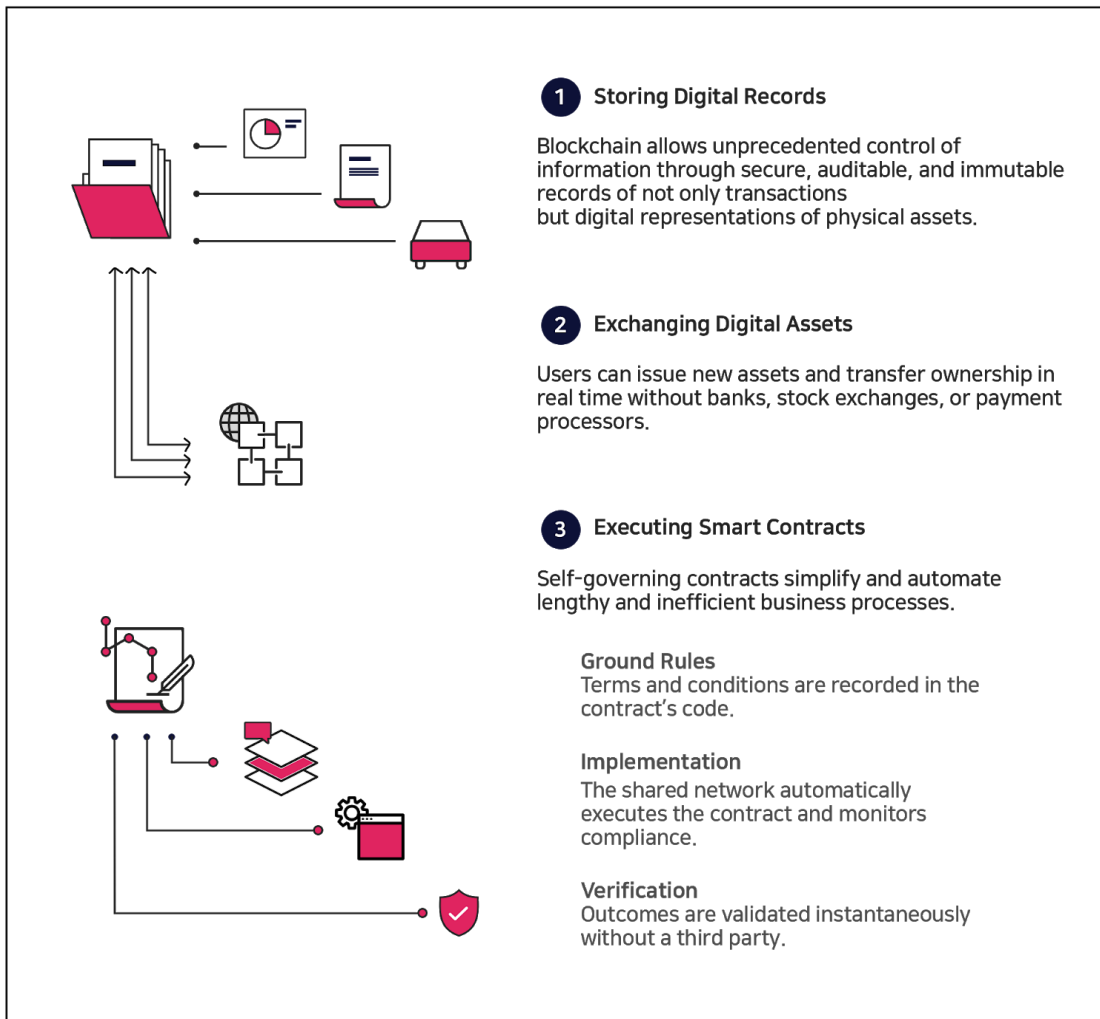 1 Storing Digital Records
Blockchain allows unprecedented control of
information through secure, auditable, and immutable
records of not only transactions
but digital representations of physical assets.
2 Exchanging Digital Assets
Users can issue new assets and transfer ownership in
real time without banks, stock exchanges, or payment
processors.
3 Executing Smart Contracts
Self-governing contracts simplify and automate
lengthy and inefficient business processes.
Ground Rules
Terms and conditions are recorded in the
contract's code.
Implementation
The shared network automatically
executes the contract and monitors
compliance.
Verification
Outcomes are validated instantaneously
without a third party.